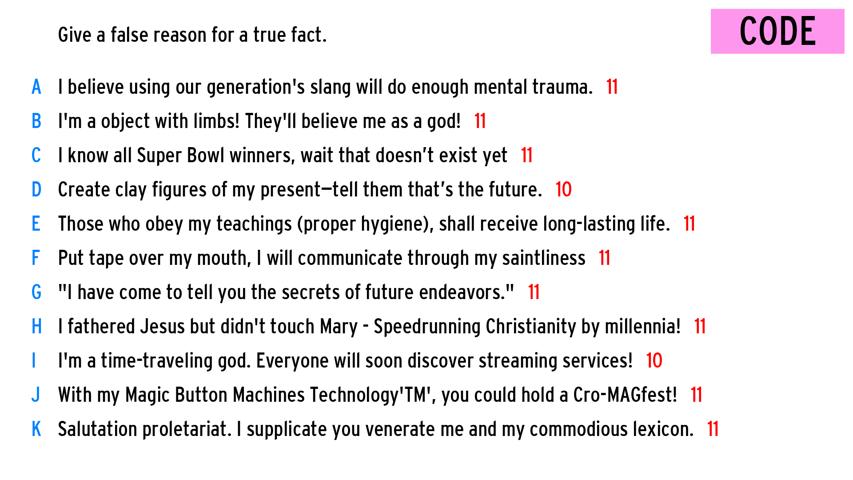 Give a false reason for a true fact.
CODE
A I believe using our generation's slang will do enough mental trauma. 11
B I'm a object with limbs! They'll believe me as a god! 11
C I know all Super Bowl winners, wait that doesn’t exist yet 11
D Create clay figures of my present—tell them that’s the future. 10
E Those who obey my teachings (proper hygiene), shall receive long-lasting life. 11
F Put tape over my mouth, I will communicate through my saintliness 11
G "I have come to tell you the secrets of future endeavors." 11
H I fathered Jesus but didn't touch Mary - Speedrunning Christianity by millennia! 11
I I'm a time-traveling god. Everyone will soon discover streaming services! 10
J With my Magic Button Machines Technology'TM', you could hold a Cro-MAGfest! 11
K Salutation proletariat. I supplicate you venerate me and my commodious lexicon. 11